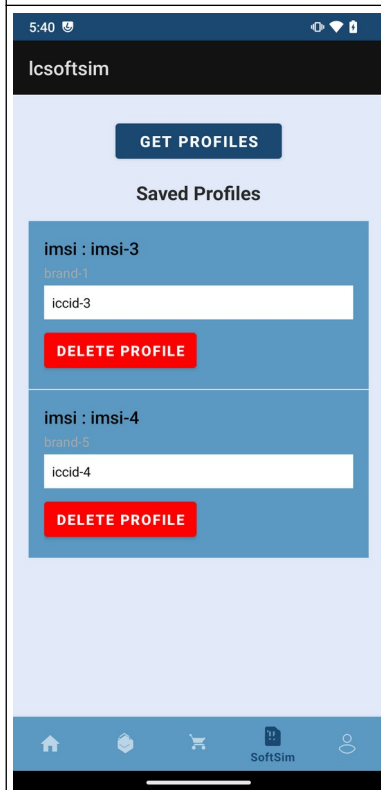 5:40
lcsoftsim
GET PROFILES
Saved Profiles
imsi : imsi-3
brand-1
iccid-3
DELETE PROFILE
imsi : imsi-4
brand-5
iccid-4
DELETE PROFILE
SoftSim